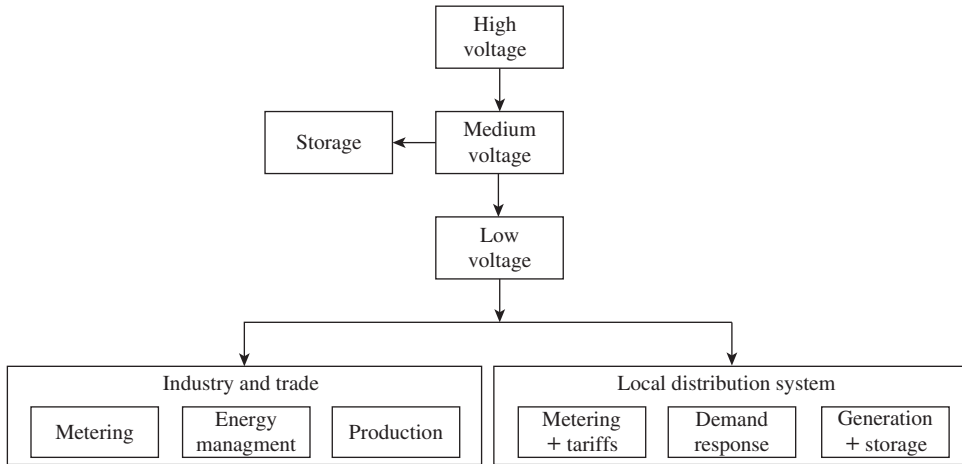 High
voltage
Storage
Medium
voltage
Low
voltage
Industry and trade
Metering
Energy
managment
Production
Local distribution system
Metering
+ tariffs
Demand
response
Generation
+ storage